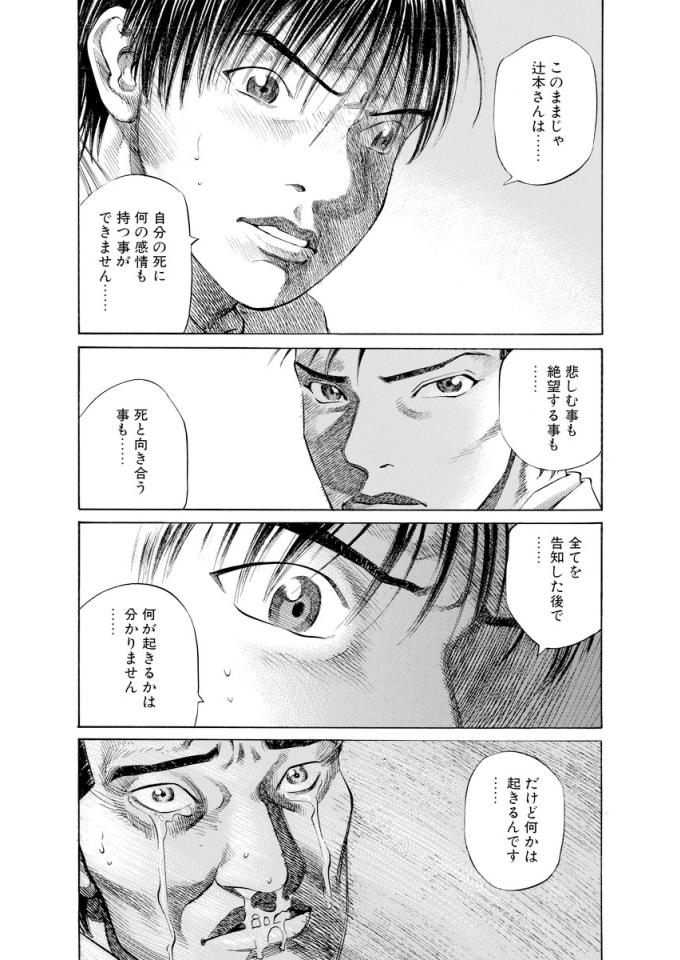 このままじゃ
辻本さんは……
自分の死に
何の感情も
持つ事が
できません……
悲しむ事も
絶望する事も
……
死と向き合う
事も……
全てを
告知した後で
……
何が起きるかは
分かりません
……
だけど何かは
起きるんです
……